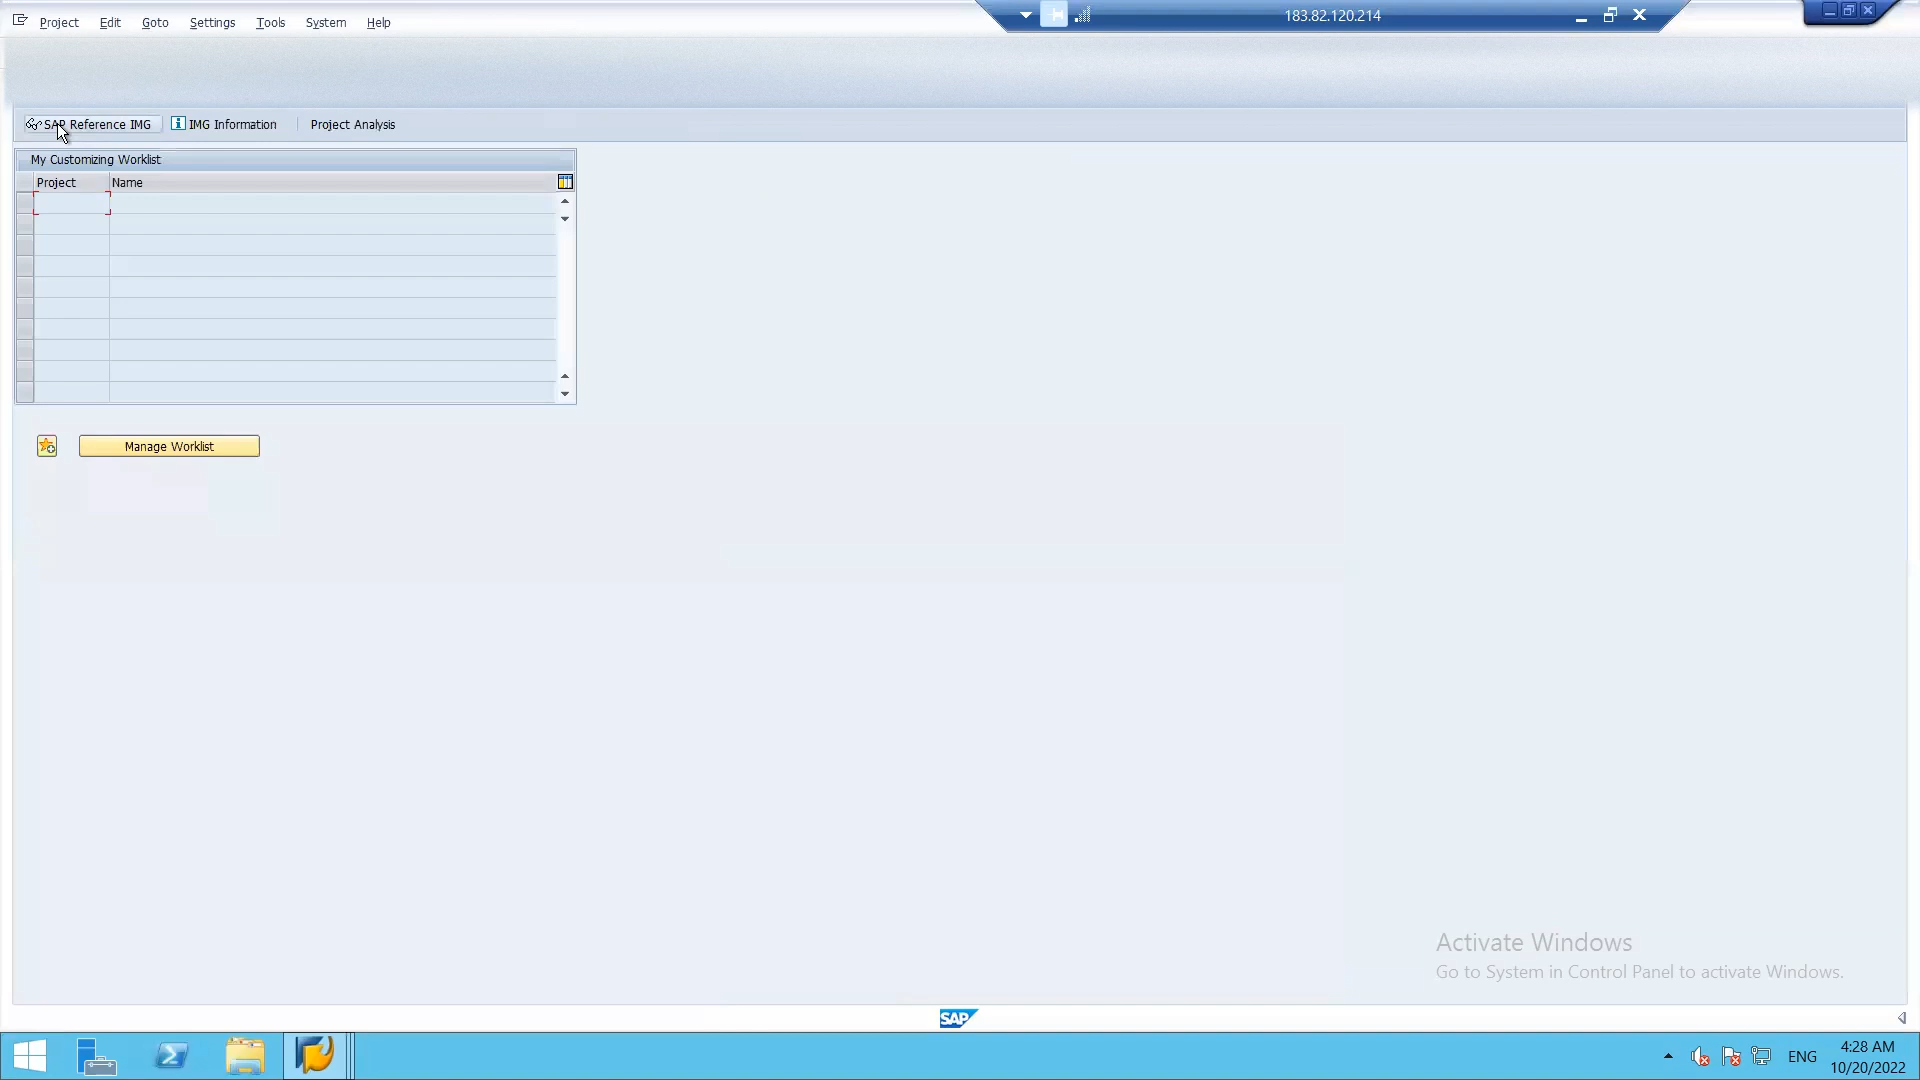 Project Edit Goto Settings Tools System Help
183.82.120.214
SAP Reference IMG IMG Information Project Analysis
My Customizing Worklist
Project Name
Manage Worklist
Activate Windows
Go to System in Control Panel to activate Windows.
SAP
ENG 4:28 AM
10/20/2022